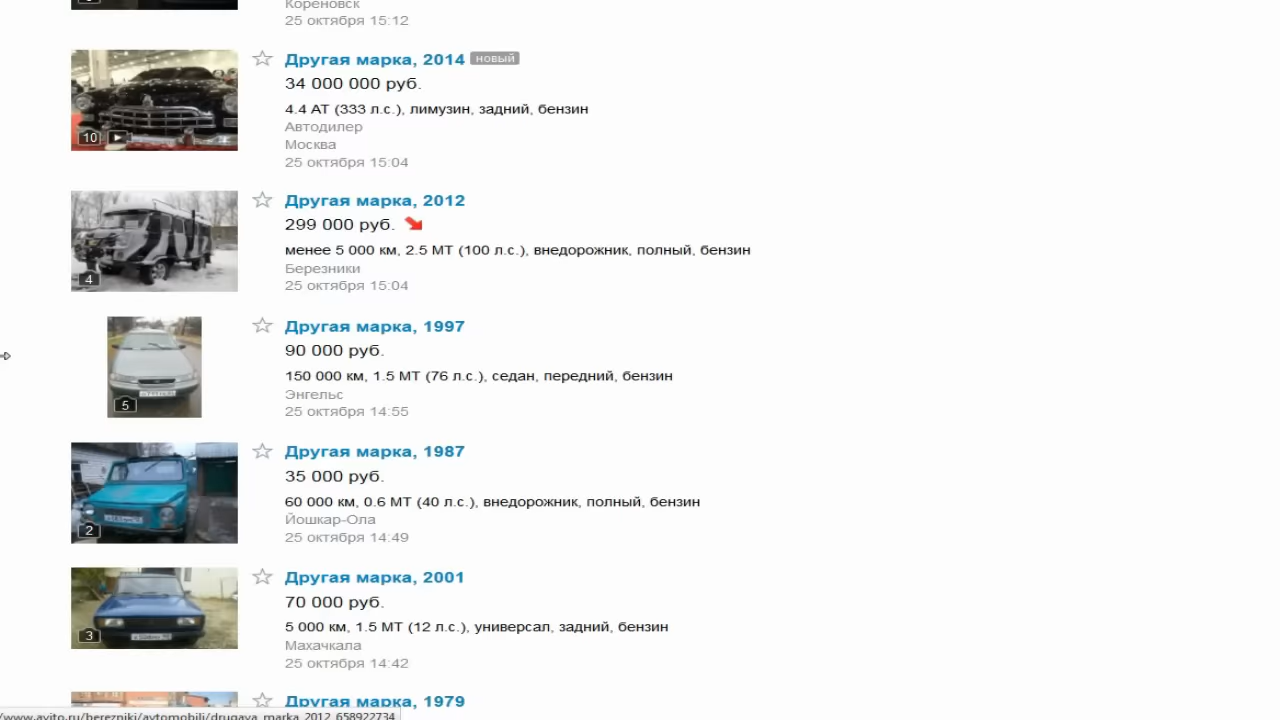 Кореновск
25 октября 15:12
Другая марка, 2014 новый
34 000 000 руб.
4.4 АТ (333 л.с.), лимузин, задний, бензин
Автодилер
Москва
10
25 октября 15:04
Другая марка, 2012
299 000 руб.
менее 5 000 км, 2.5 МТ (100 л.с.), внедорожник, полный, бензин
Березники
4
25 октября 15:04
Другая марка, 1997
90 000 руб.
150 000 км, 1.5 МТ (76 л.с.), седан, передний, бензин
Энгельс
5
25 октября 14:55
Другая марка, 1987
35 000 руб.
60 000 км, 0.6 МТ (40 л.с.), внедорожник, полный, бензин
Йошкар-Ола
2
25 октября 14:49
Другая марка, 2001
70 000 руб.
5 000 км, 1.5 МТ (12 л.с.), универсал, задний, бензин
3
Махачкала
25 октября 14:42
Другая марка, 1979
/www.avito.ru/berezniki/avtomobili/drugaya_marka_2012_658922734